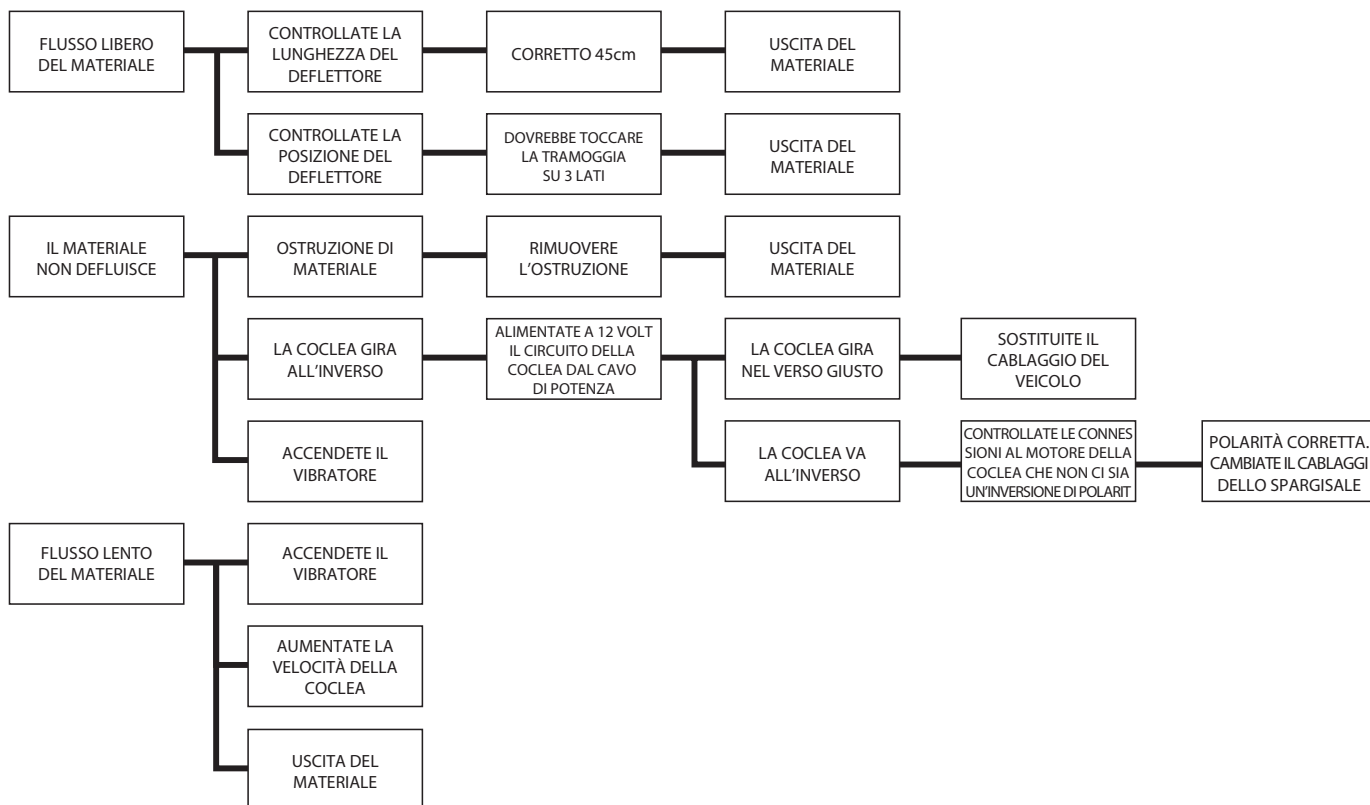 FLUSSO LIBERO
DEL MATERIALE
CONTROLLATE LA
LUNGHEZZA DEL
DEFLETTORE
CORRETTO 45cm
USCITA DEL
MATERIALE
CONTROLLATE LA
POSIZIONE DEL
DEFLETTORE
DOVREBBE TOCCARE
LA TRAMOGGIA
SU 3 LATI
USCITA DEL
MATERIALE
IL MATERIALE
NON DEFLUISCE
OSTRUZIONE DI
MATERIALE
RIMUOVERE
L'OSTRUZIONE
USCITA DEL
MATERIALE
LA COCLEA GIRA
ALL'INVERSO
ALIMENTATE A 12 VOLT
IL CIRCUITO DELLA
COCLEA DAL CAVO
DI POTENZA
LA COCLEA GIRA
NEL VERSO GIUSTO
SOSTITUITE IL
CABLAGGIO DEL
VEICOLO
ACCENDETE IL
VIBRATORE
LA COCLEA VA
ALL'INVERSO
CONTROLLATE LE CONNES
SIONI AL MOTORE DELLA
COCLEA CHE NON CI SIA
UN'INVERSIONE DI POLARIT
POLARITÀ CORRETTA.
CAMBIATE IL CABLAGGI
DELLO SPARGISALE
FLUSSO LENTO
DEL MATERIALE
ACCENDETE IL
VIBRATORE
AUMENTATE LA
VELOCITÀ DELLA
COCLEA
USCITA DEL
MATERIALE